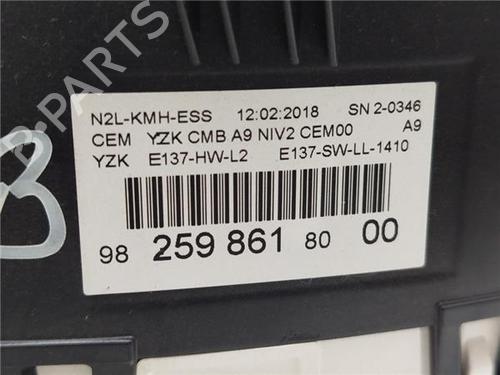 N2L-KMH-ESS 12:02:2018 SN 2-0346
CEM YZK CMB A9 NIV2 CEM00 A9
YZK E137-HW-L2 E137-SW-LL-1410
98 259 861 80 00